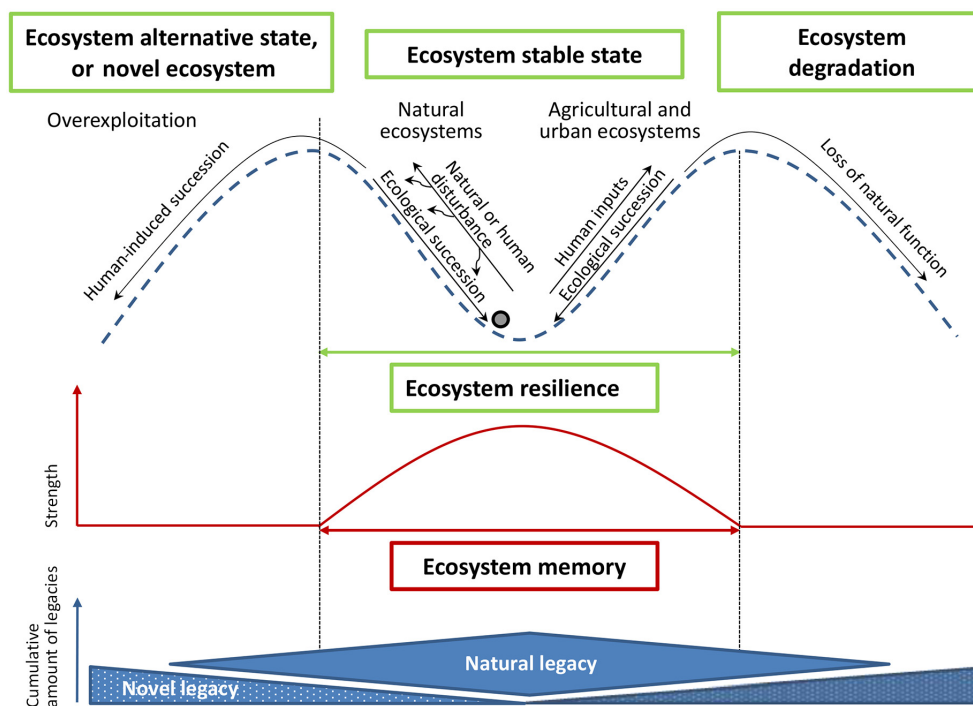 Ecosystem alternative state,
or novel ecosystem
Ecosystem stable state
Ecosystem
degradation
Overexploitation
Natural
ecosystems
Agricultural and
urban ecosystems
Human-induced succession
Ecological succession
Natural or human
disturbance
Human inputs
Ecological succession
Loss of natural function
Ecosystem resilience
Strength
Ecosystem memory
Cumulative
amount of legacies
Natural legacy
Novel legacy